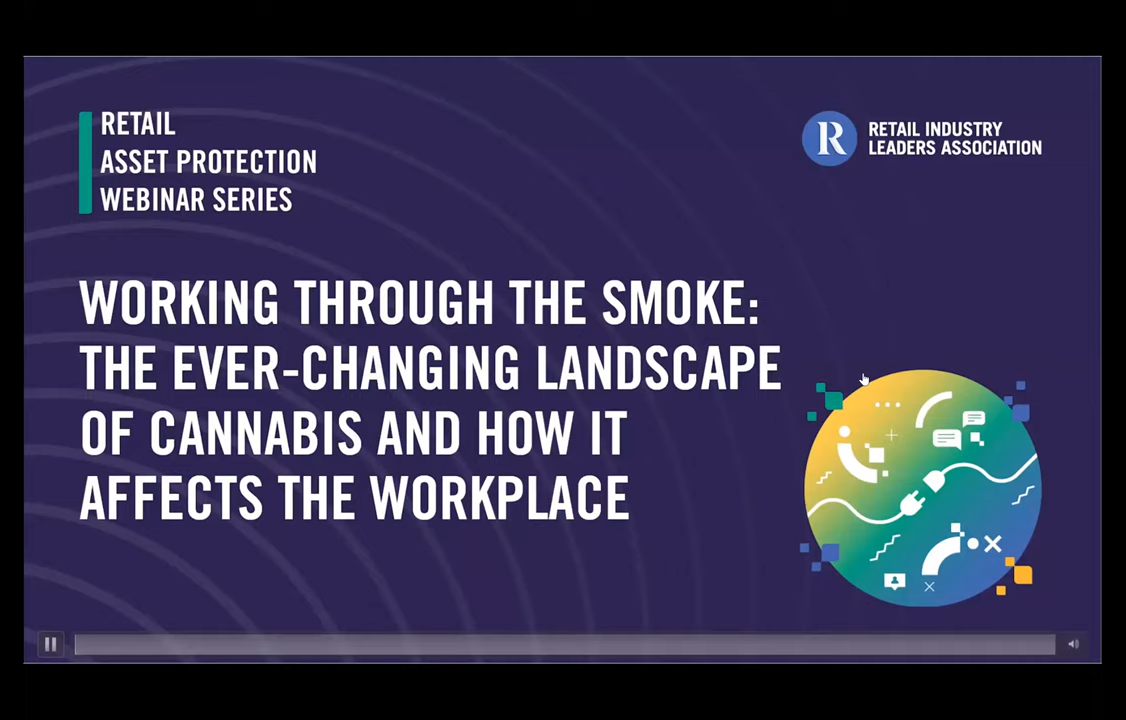 RETAIL
ASSET PROTECTION
WEBINAR SERIES
R
RETAIL INDUSTRY
LEADERS ASSOCIATION
WORKING THROUGH THE SMOKE:
THE EVER-CHANGING LANDSCAPE
OF CANNABIS AND HOW IT
AFFECTS THE WORKPLACE